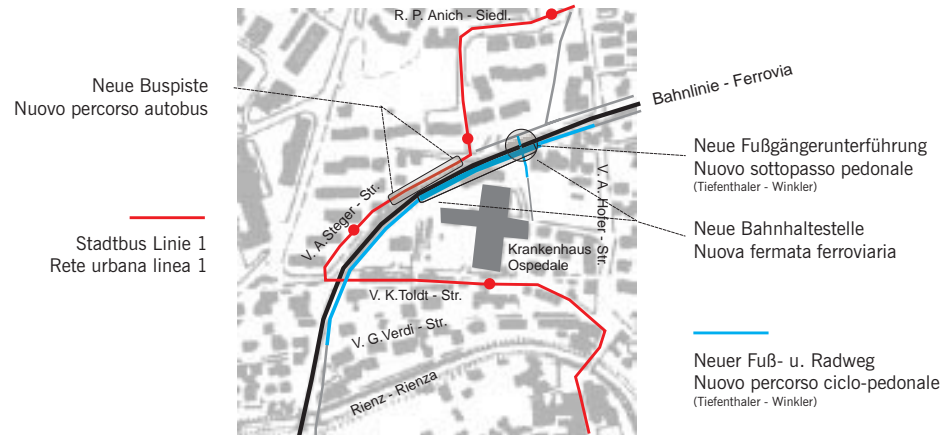 R. P. Anich - Siedl.
Neue Buspiste
Nuovo percorso autobus
Bahnlinie - Ferrovia
Neue Fußgängerunterführung
Nuovo sottopasso pedonale
(Tiefenthaler - Winkler)
V. A.Hofer - Str.
V. A.Steger - Str.
Stadtbus Linie 1
Rete urbana linea 1
Krankenhaus
Ospedale
Neue Bahnhaltestelle
Nuova fermata ferroviaria
V. K.Toldt - Str.
V. G.Verdi - Str.
Rienz - Rienza
Neuer Fuß- u. Radweg
Nuovo percorso ciclo-pedonale
(Tiefenthaler - Winkler)